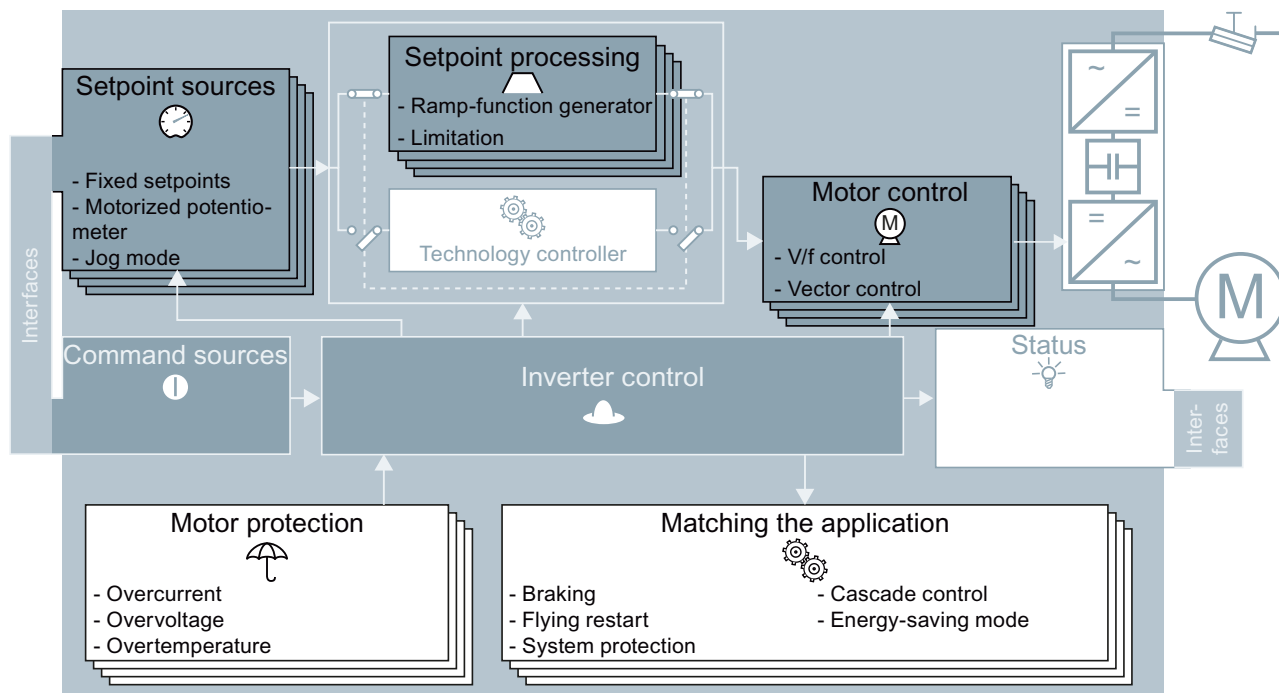 Setpoint sources
- Fixed setpoints
- Motorized potentio-
meter
- Jog mode
Setpoint processing
- Ramp-function generator
- Limitation
Technology controller
Motor control
M
- V/f control
- Vector control
~
=
=
~
M
Interfaces
Command sources
Inverter control
Status
Inter-
faces
Motor protection
- Overcurrent
- Overvoltage
- Overtemperature
Matching the application
- Braking
- Flying restart
- System protection
- Cascade control
- Energy-saving mode